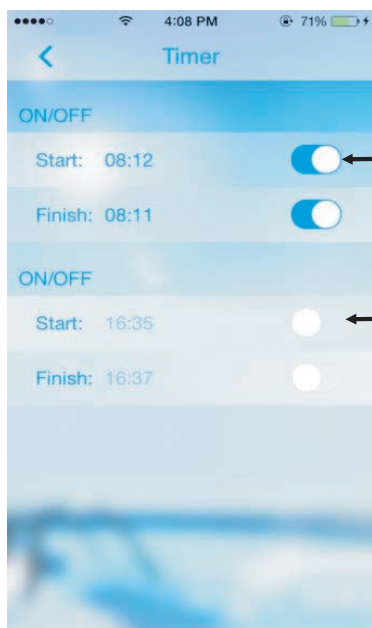 4:08 PM 71%
Timer
ON/OFF
Start: 08:12
Finish: 08:11
ON/OFF
Start: 16:35
Finish: 16:37